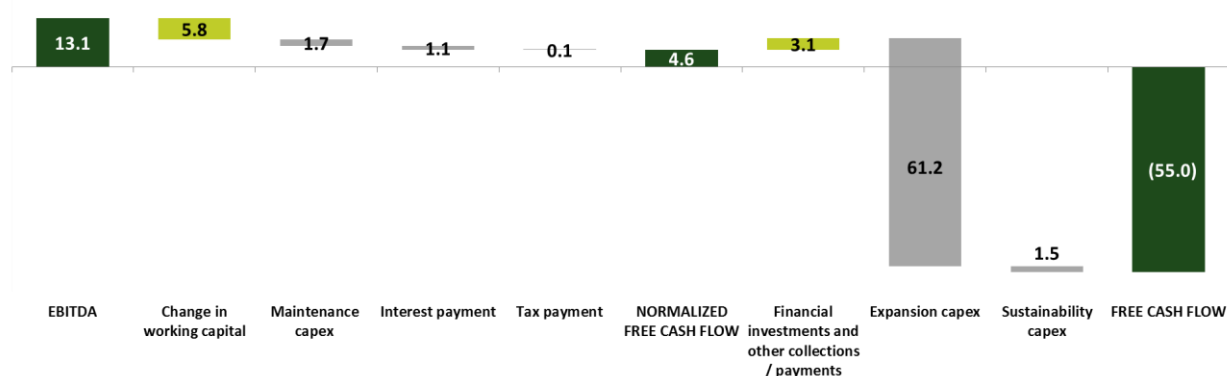 13.1
5.8
1.7
1.1
0.1
4.6
3.1
61.2
1.5
(55.0)
EBITDA
Change in
working capital
Maintenance
capex
Interest payment
Tax payment
NORMALIZED
FREE CASH FLOW
Financial
investments and
other collections
/ payments
Expansion capex
Sustainability
capex
FREE CASH FLOW